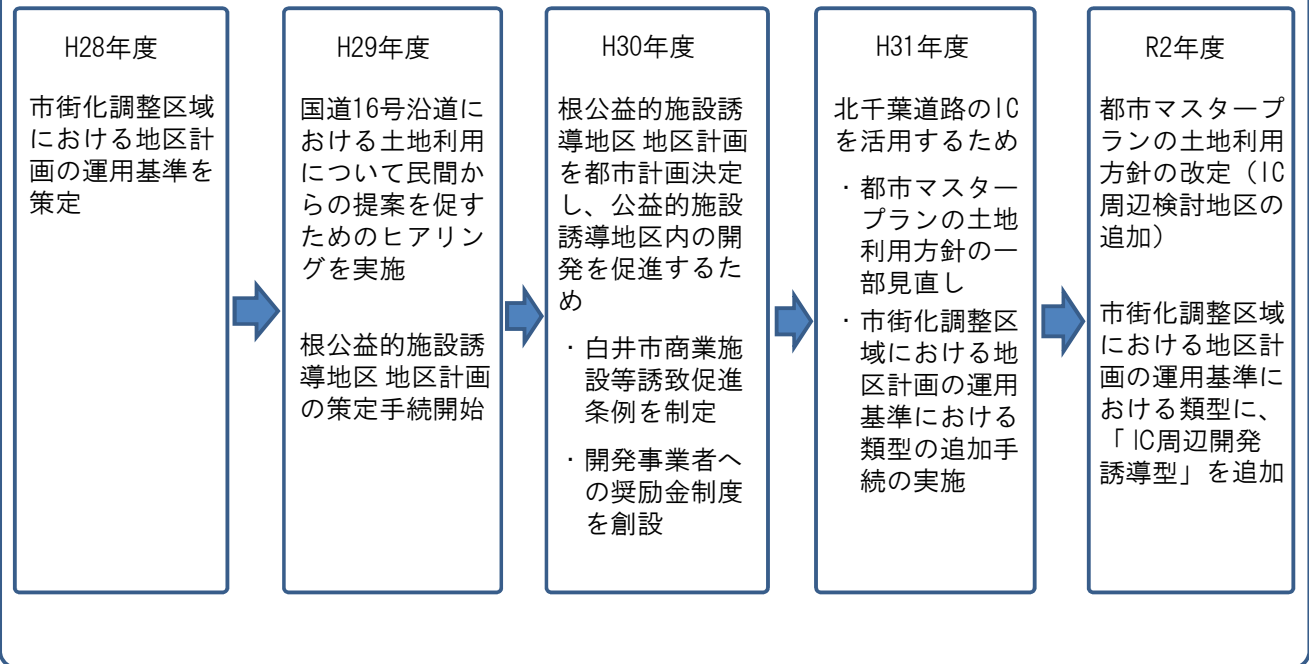 H28年度
市街化調整区域
における地区計
画の運用基準を
策定
H29年度
国道16号沿道に
おける土地利用
について民間か
らの提案を促す
ためのヒアリン
グを実施
根公益的施設誘
導地区 地区計画
の策定手続開始
H30年度
根公益的施設誘
導地区 地区計画
を都市計画決定
し、公益的施設
誘導地区内の開
発を促進するた
め
・白井市商業施
設等誘致促進
条例を制定
・開発事業者へ
の奨励金制度
を創設
H31年度
北千葉道路のIC
を活用するため
・都市マスター
プランの土地
利用方針の一
部見直し
・市街化調整区
域における地
区計画の運用
基準における
類型の追加手
続の実施
R2年度
都市マスタープ
ランの土地利用
方針の改定（IC
周辺検討地区の
追加）
市街化調整区域
における地区計
画の運用基準に
おける類型に、
「IC周辺開発
誘導型」を追加